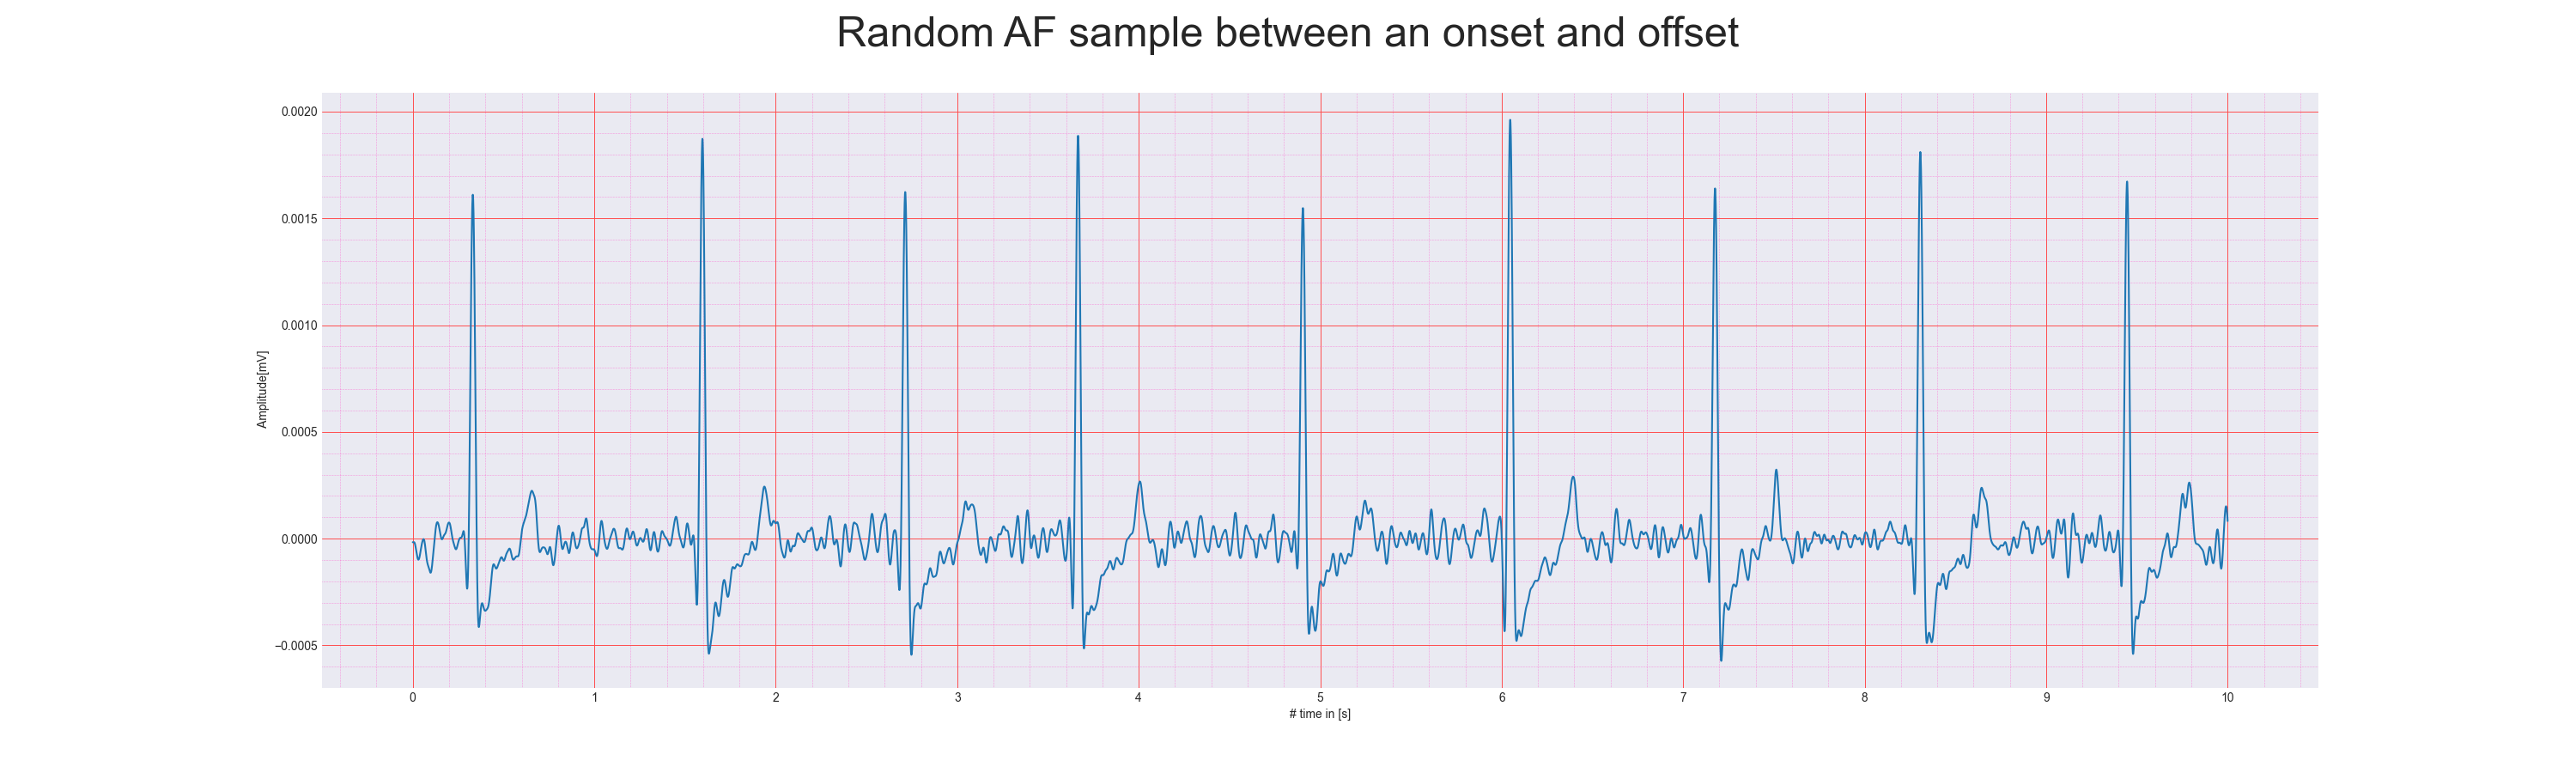 Random AF sample between an onset and offset
0.0020
0.0015
0.0010
0.0005
0.0000
−0.0005
Amplitude[mV]
0 1 2 3 4 5 6 7 8 9 10
# time in [s]